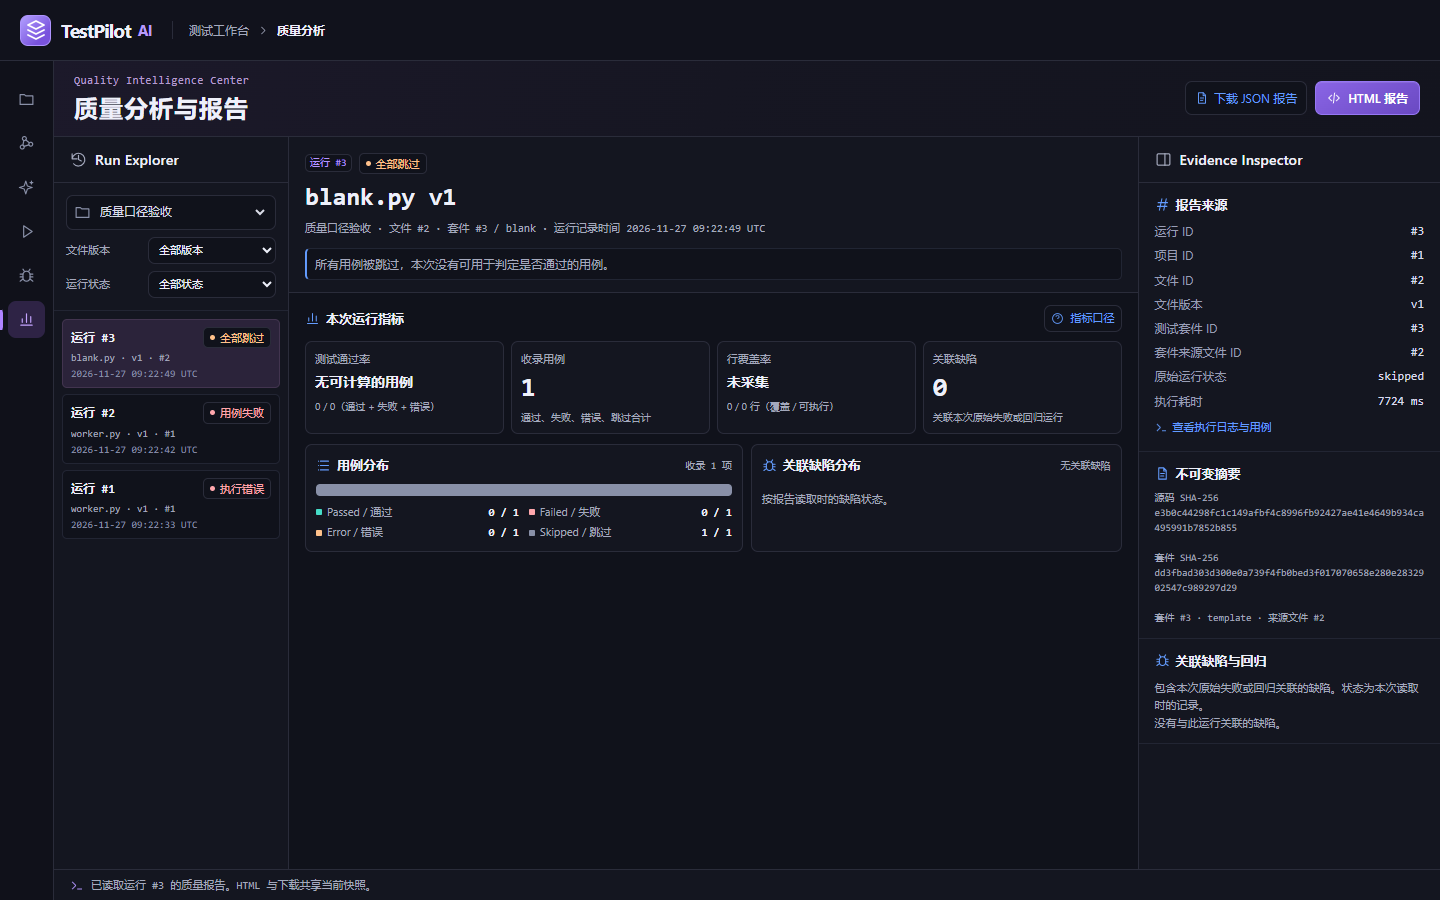 TestPilot AI
测试工作台 > 质量分析
Quality Intelligence Center
质量分析与报告
下载 JSON 报告
HTML 报告
Run Explorer
质量口径验收
文件版本 全部版本
运行状态 全部状态
运行 #3 全部跳过
blank.py · v1 · #2
2026-11-27 09:22:49 UTC
运行 #2 用例失败
worker.py · v1 · #1
2026-11-27 09:22:42 UTC
运行 #1 执行错误
worker.py · v1 · #1
2026-11-27 09:22:33 UTC
运行 #3 全部跳过
blank.py v1
质量口径验收 · 文件 #2 · 套件 #3 / blank · 运行记录时间 2026-11-27 09:22:49 UTC
所有用例被跳过，本次没有可用于判定是否通过的用例。
本次运行指标 指标口径
测试通过率
无可计算的用例
0 / 0（通过 + 失败 + 错误）
收录用例
1
通过、失败、错误、跳过合计
行覆盖率
未采集
0 / 0 行（覆盖 / 可执行）
关联缺陷
0
关联本次原始失败或回归运行
用例分布 收录 1 项
Passed / 通过 0 / 1 Failed / 失败 0 / 1
Error / 错误 0 / 1 Skipped / 跳过 1 / 1
关联缺陷分布 无关联缺陷
按报告读取时的缺陷状态。
Evidence Inspector
报告来源
运行 ID #3
项目 ID #1
文件 ID #2
文件版本 v1
测试套件 ID #3
套件来源文件 ID #2
原始运行状态 skipped
执行耗时 7724 ms
查看执行日志与用例
不可变摘要
源码 SHA-256
e3b0c44298fc1c149afbf4c8996fb92427ae41e4649b934ca
495991b7852b855
套件 SHA-256
dd3fbad303d300e0a739f4fb0bed3f017070658e280e28329
02547c989297d29
套件 #3 · template · 来源文件 #2
关联缺陷与回归
包含本次原始失败或回归关联的缺陷。状态为本次读取
时的记录。
没有与此运行关联的缺陷。
已读取运行 #3 的质量报告。HTML 与下载共享当前快照。